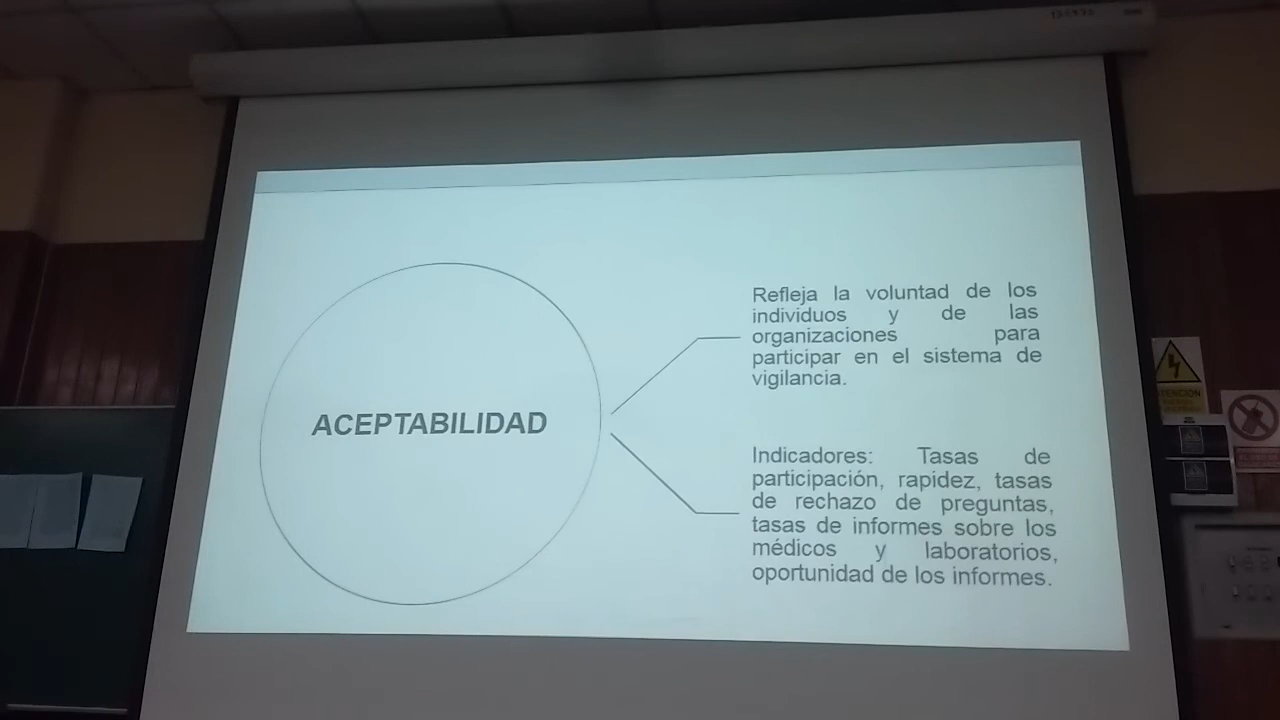 ACEPTABILIDAD
Refleja la voluntad de los
individuos y de las
organizaciones para
participar en el sistema de
vigilancia.
Indicadores: Tasas de
participación, rapidez, tasas
de rechazo de preguntas,
tasas de informes sobre los
médicos y laboratorios,
oportunidad de los informes.
ATENCIÓN